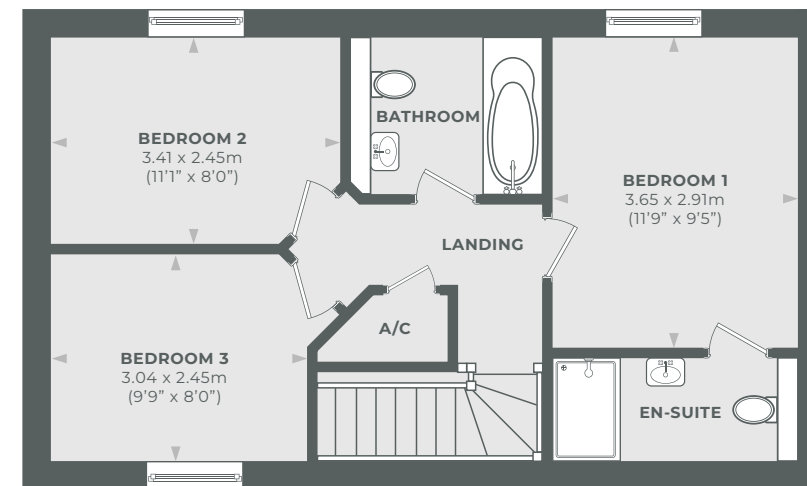 BEDROOM 2
3.41 x 2.45m
(11’1” x 8’0”)
BATHROOM
BEDROOM 1
3.65 x 2.91m
(11’9” x 9’5”)
LANDING
A/C
BEDROOM 3
3.04 x 2.45m
(9’9” x 8’0”)
EN-SUITE